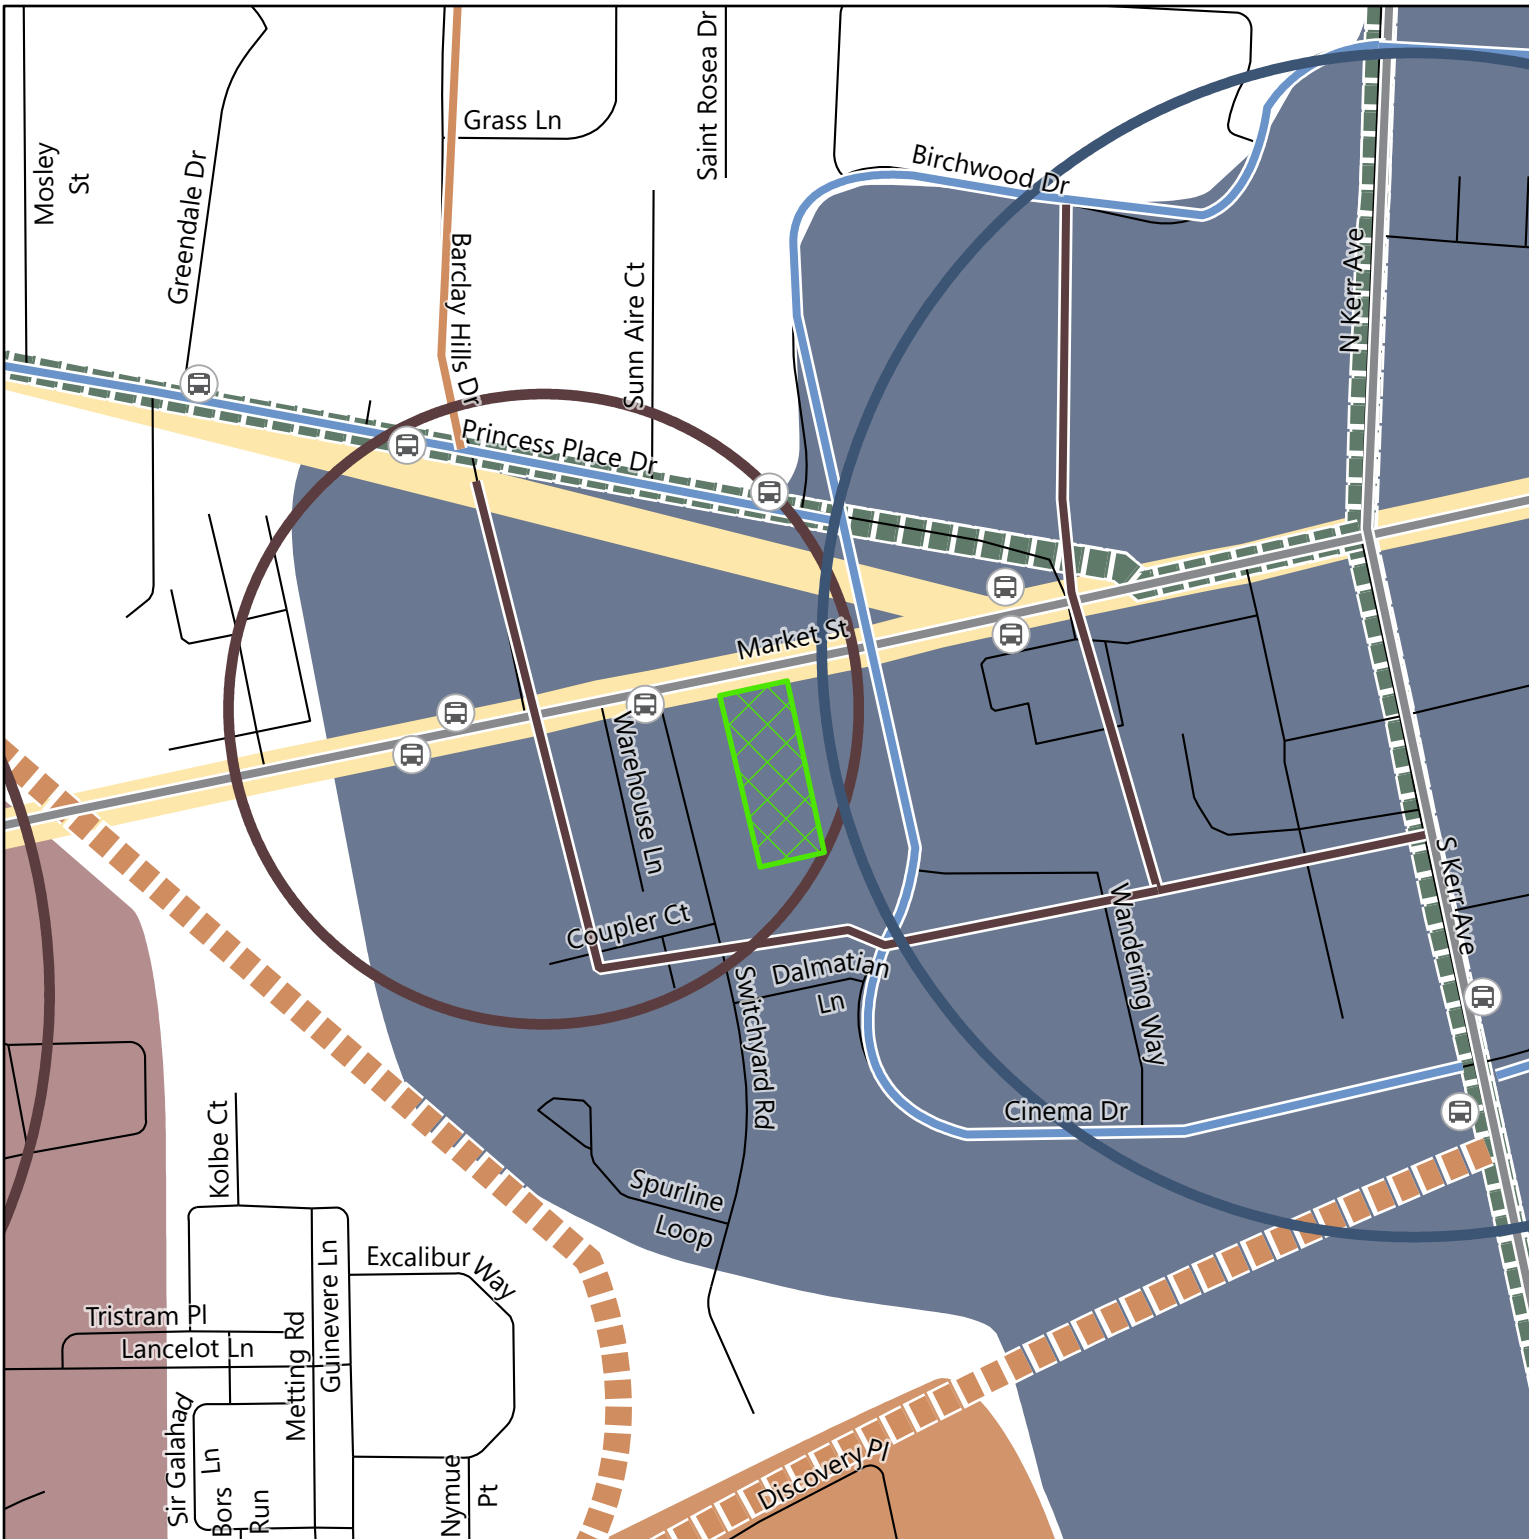 Saint Rosea Dr
Grass Ln
Mosley
St
Greendale Dr
Birchwood Dr
Barclay Hills Dr
Sunn Aire Ct
N Kerr Ave
Princess Place Dr
Market St
Warehouse Ln
S Kerr Ave
Coupler Ct
Wandering Way
Dalmatian
Ln
Switchyard Rd
Cinema Dr
Kolbe Ct
Spurline
Loop
Excalibur Way
Guinevere Ln
Tristram Pl
Lancelot Ln
Metting Rd
Sir Galahad
Bors Ln
Run
Nymue
Pt
Discovery Pl